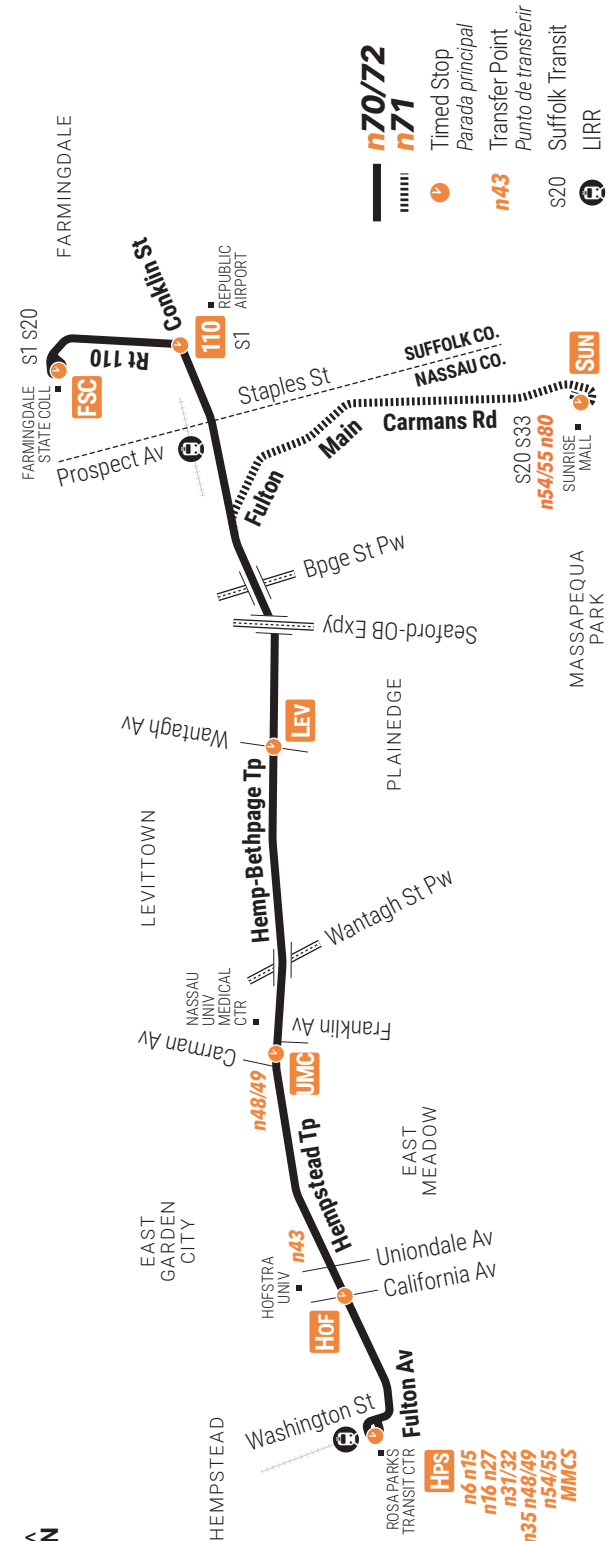 <
N
HEMPSTEAD
Washington St
ROSA PARKS
TRANSIT CTR
HPS
n6 n15
n16 n27
n31/32
n35 n48/49
n54/55
MMCS
Fulton Av
HOF
HOFSTRA
UNIV
California Av
Uniondale Av
n43
Hempstead Tp
EAST
GARDEN
CITY
EAST
MEADOW
n48/49
Carman Av
UMC
Franklin Av
NASSAU
UNIV
MEDICAL
CTR
Wantagh St Pw
LEVITTOWN
Hemp-Bethpage Tp
Wantagh Av
LEV
PLAINEDGE
Seaford-OB Expy
Bpge St Pw
Fulton
Main
Carmans Rd
Prospect Av
Staples St
SUFFOLK CO.
NASSAU CO.
FARMINGDALE
STATE COLL
S1 S20
FSC
Rt 110
Conklin St
110
S1
REPUBLIC
AIRPORT
FARMINGDALE
S20 S33
n54/55 n80
SUNRISE
MALL
SUN
MASSAPEQUA
PARK
n70/72
n71
Timed Stop
Parada principal
n43
Transfer Point
Punto de transferir
S20
Suffolk Transit
LIRR